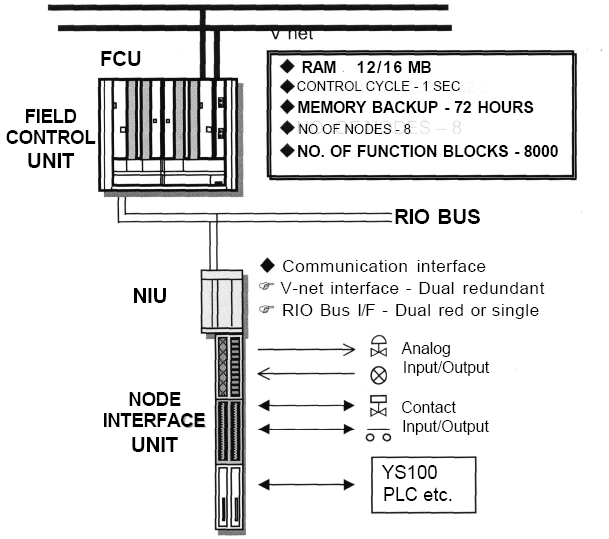 V net
FCU
FIELD
CONTROL
UNIT
◆ RAM 12/16 MB
◆ CONTROL CYCLE - 1 SEC
◆ MEMORY BACKUP - 72 HOURS
◆ NO. OF NODES - 8
◆ NO. OF FUNCTION BLOCKS - 8000
RIO BUS
NIU
◆ Communication interface
☞ V-net interface - Dual redundant
☞ RIO Bus I/F - Dual red or single
NODE
INTERFACE
UNIT
Analog
Input/Output
Contact
Input/Output
YS100
PLC etc.